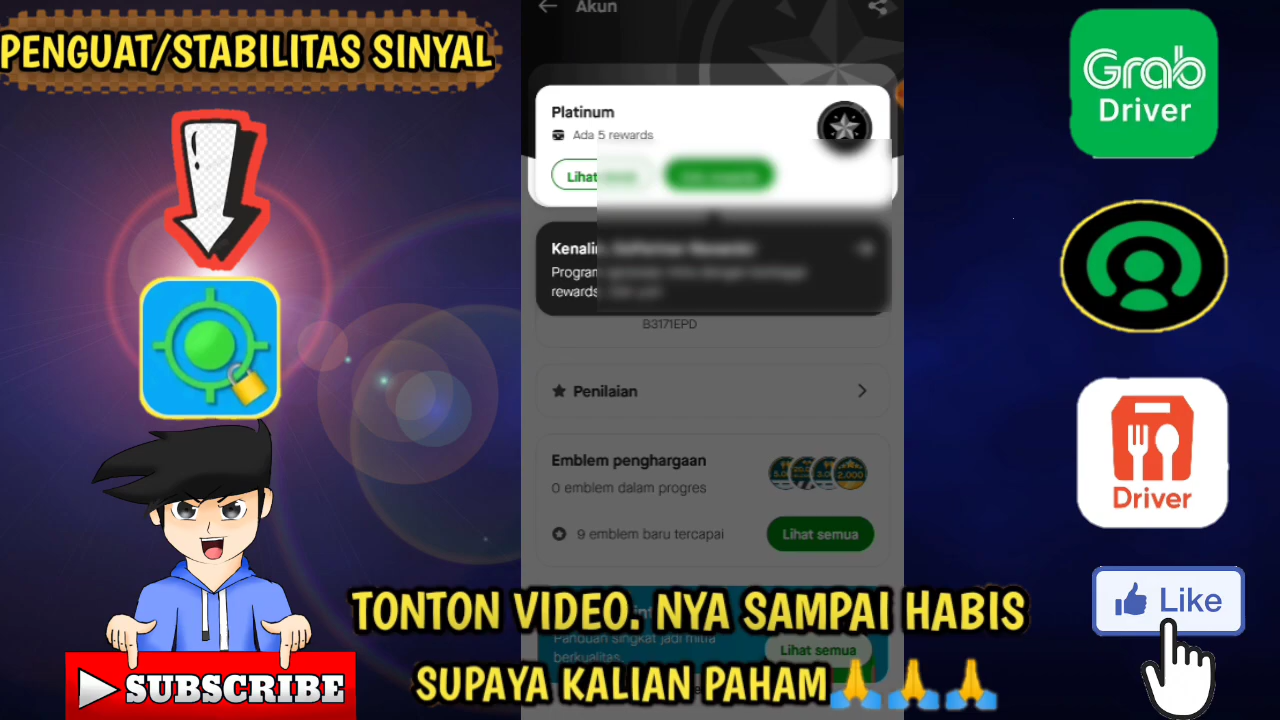 PENGUAT/STABILITAS SINYAL
Akun
Platinum
Ada 5 rewards
Lihat
Kenali
Program
rewards
B3171EPD
Penilaian
Emblem penghargaan
0 emblem dalam progres
9 emblem baru tercapai
Lihat semua
Panduan singkat jadi mitra
berkualitas.
Lihat semua
TONTON VIDEO. NYA SAMPAI HABIS
SUPAYA KALIAN PAHAM🙏🙏🙏
SUBSCRIBE
Grab
Driver
Driver
Like